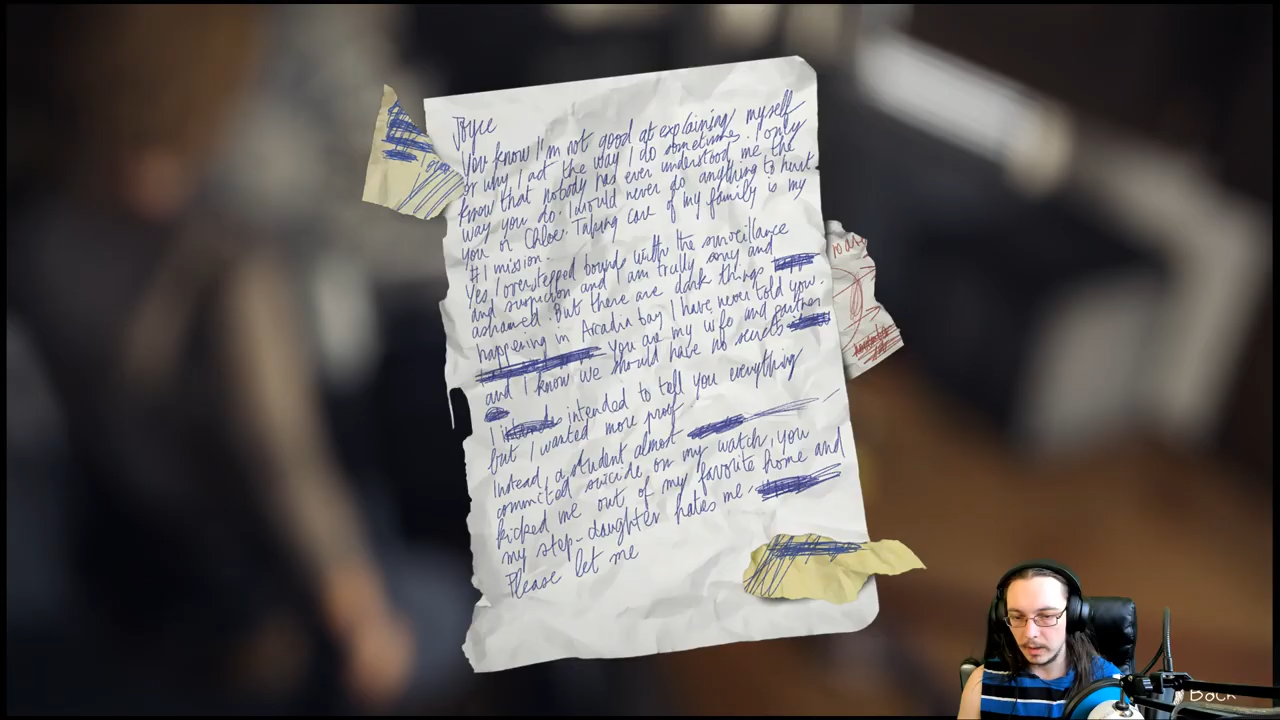 Joyce
You know I'm not good at explaining myself
or why I act the way I do sometimes. I only
know that nobody has ever understood me the
way you do. I would never do anything to hurt
you or Chloe. Taking care of my family is my
#1 mission.
Yes, I overstepped bounds with the surveillance
and suspicion and I am trully sorry and
ashamed. But there are dark things
happening in Arcadia bay I have never told you.
You are my wife and partner
and I know we should have no secrets
I intended to tell you everything
but I wanted more proof
Instead, a student almost
committed suicide on my watch, you
kicked me out of my favorite home and
my step-daughter hates me.
Please let me
Back